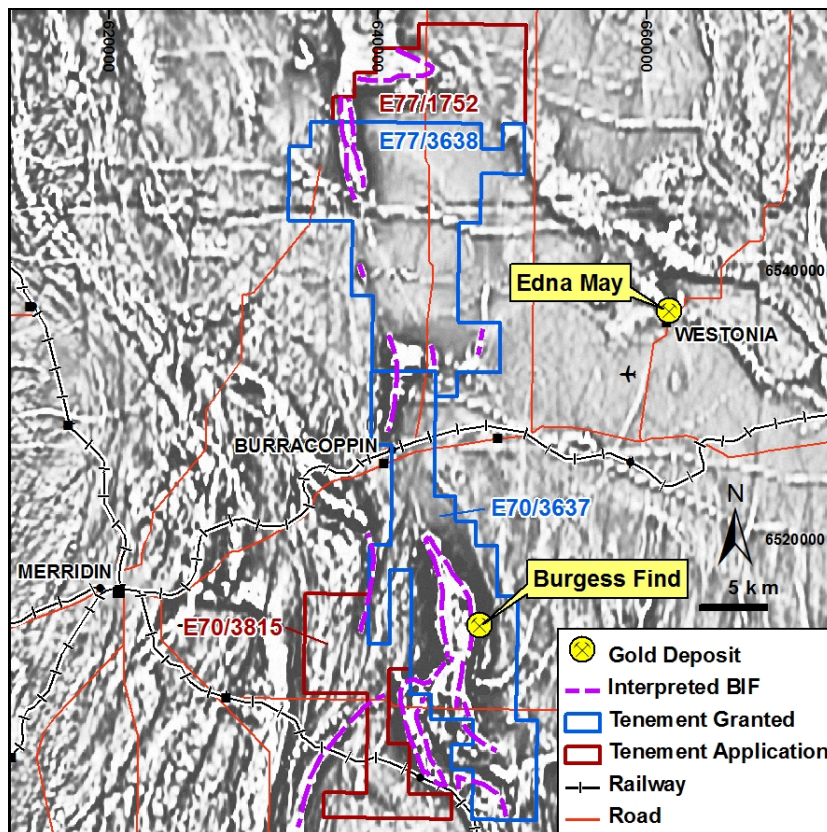 620000
640000
660000
E77/1752
E77/3638
6540000
Edna May
WESTONIA
BURRACOPPIN
E70/3637
N
6520000
MERRIDIN
Burgess Find
5 km
E70/3815
Gold Deposit
Interpreted BIF
Tenement Granted
Tenement Application
Railway
Road